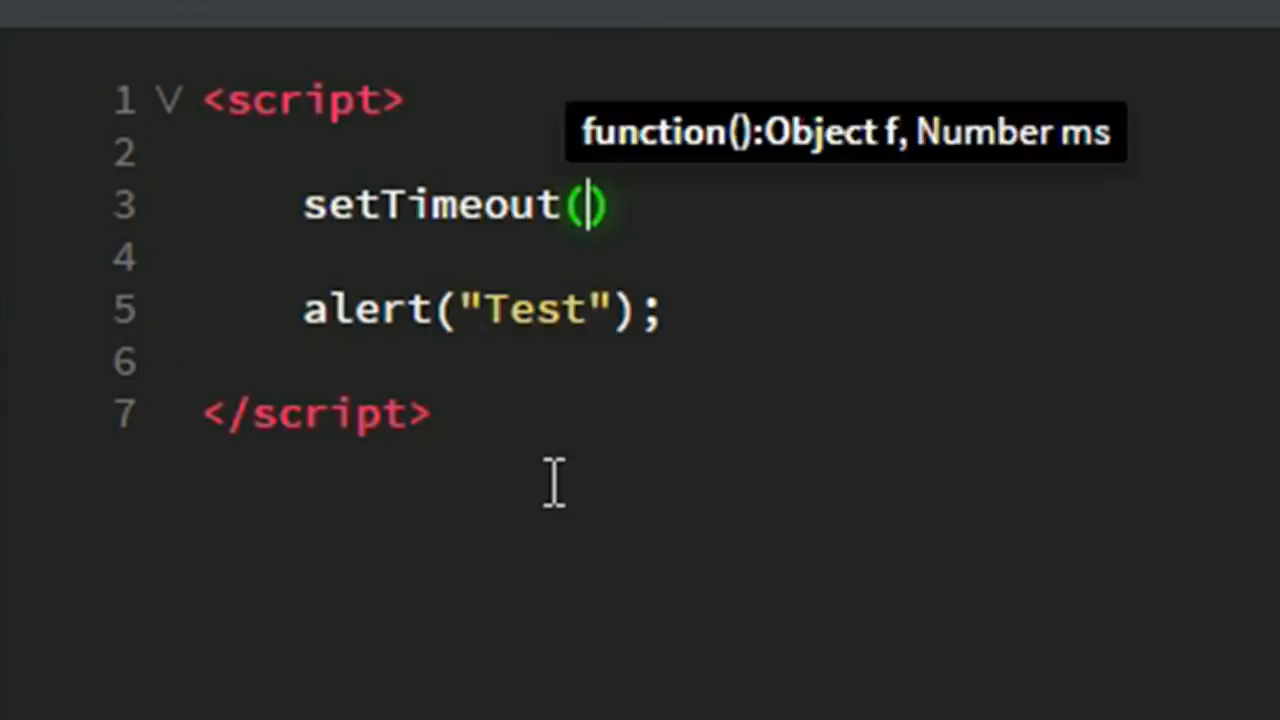 1 <script>
function():Object f, Number ms
2
3 setTimeout()
4
5 alert("Test");
6
7 </script>